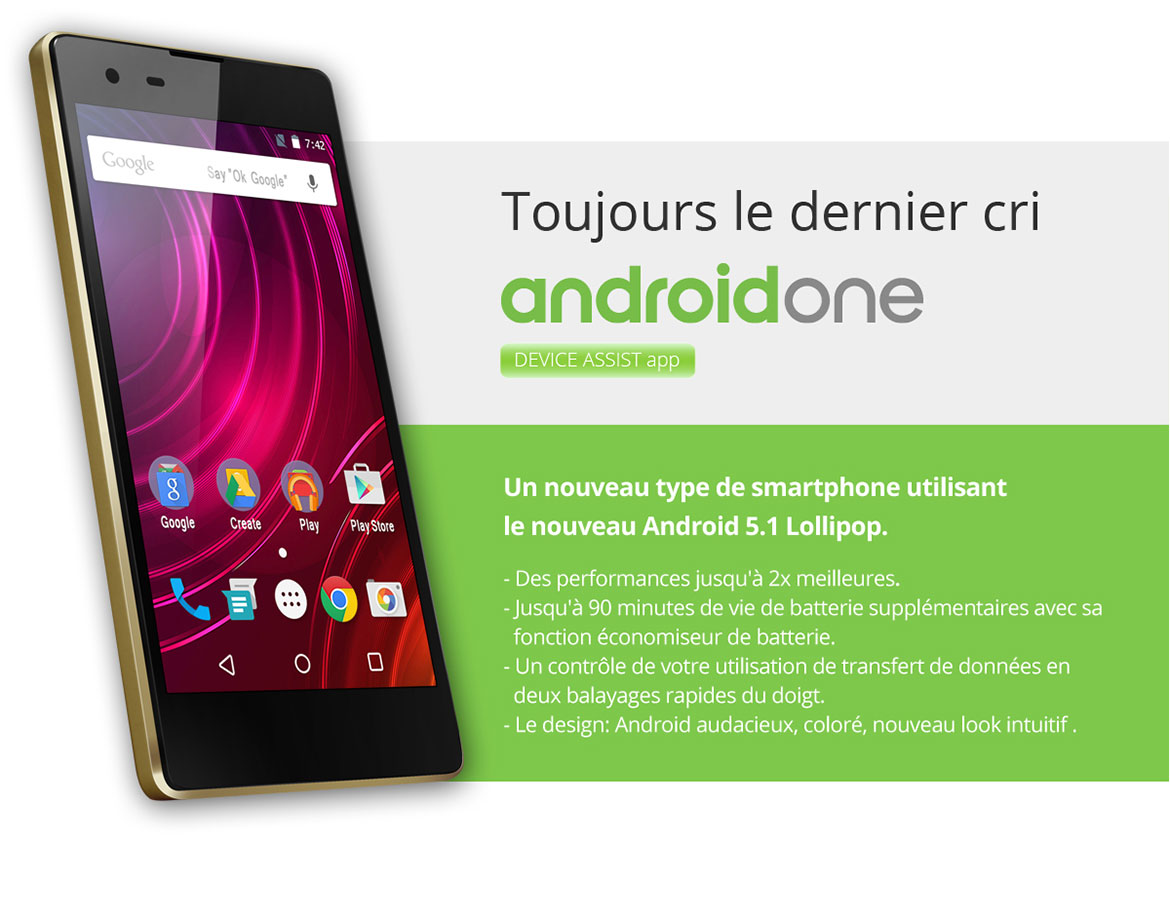 7:42
Google
Say "Ok Google"
Toujours le dernier cri
androidone
DEVICE ASSIST app
Un nouveau type de smartphone utilisant
le nouveau Android 5.1 Lollipop.
- Des performances jusqu'à 2x meilleures.
- Jusqu'à 90 minutes de vie de batterie supplémentaires avec sa
fonction économiseur de batterie.
- Un contrôle de votre utilisation de transfert de données en
deux balayages rapides du doigt.
- Le design: Android audacieux, coloré, nouveau look intuitif .
g
Google Create Play Play Store